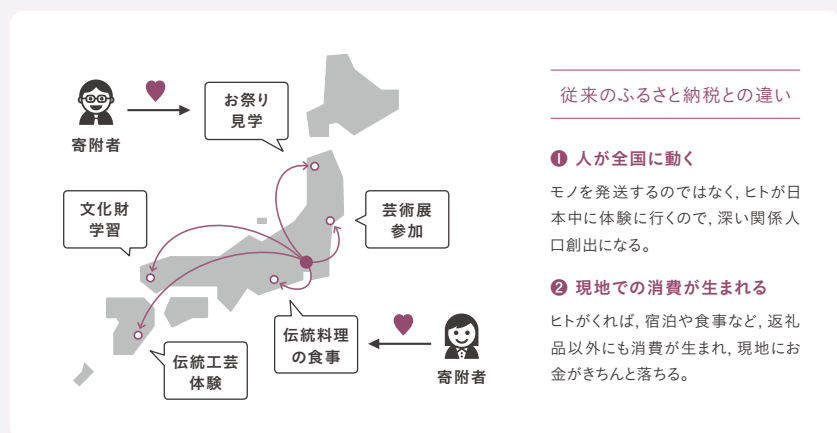 お祭り
見学
寄附者
文化財
学習
芸術展
参加
伝統料理
の食事
伝統工芸
体験
寄附者
従来のふるさと納税との違い
❶ 人が全国に動く
モノを発送するのではなく, ヒトが日
本中に体験に行くので, 深い関係人
口創出になる。
❷ 現地での消費が生まれる
ヒトがくれば, 宿泊や食事など, 返礼
品以外にも消費が生まれ, 現地にお
金がきちんと落ちる。